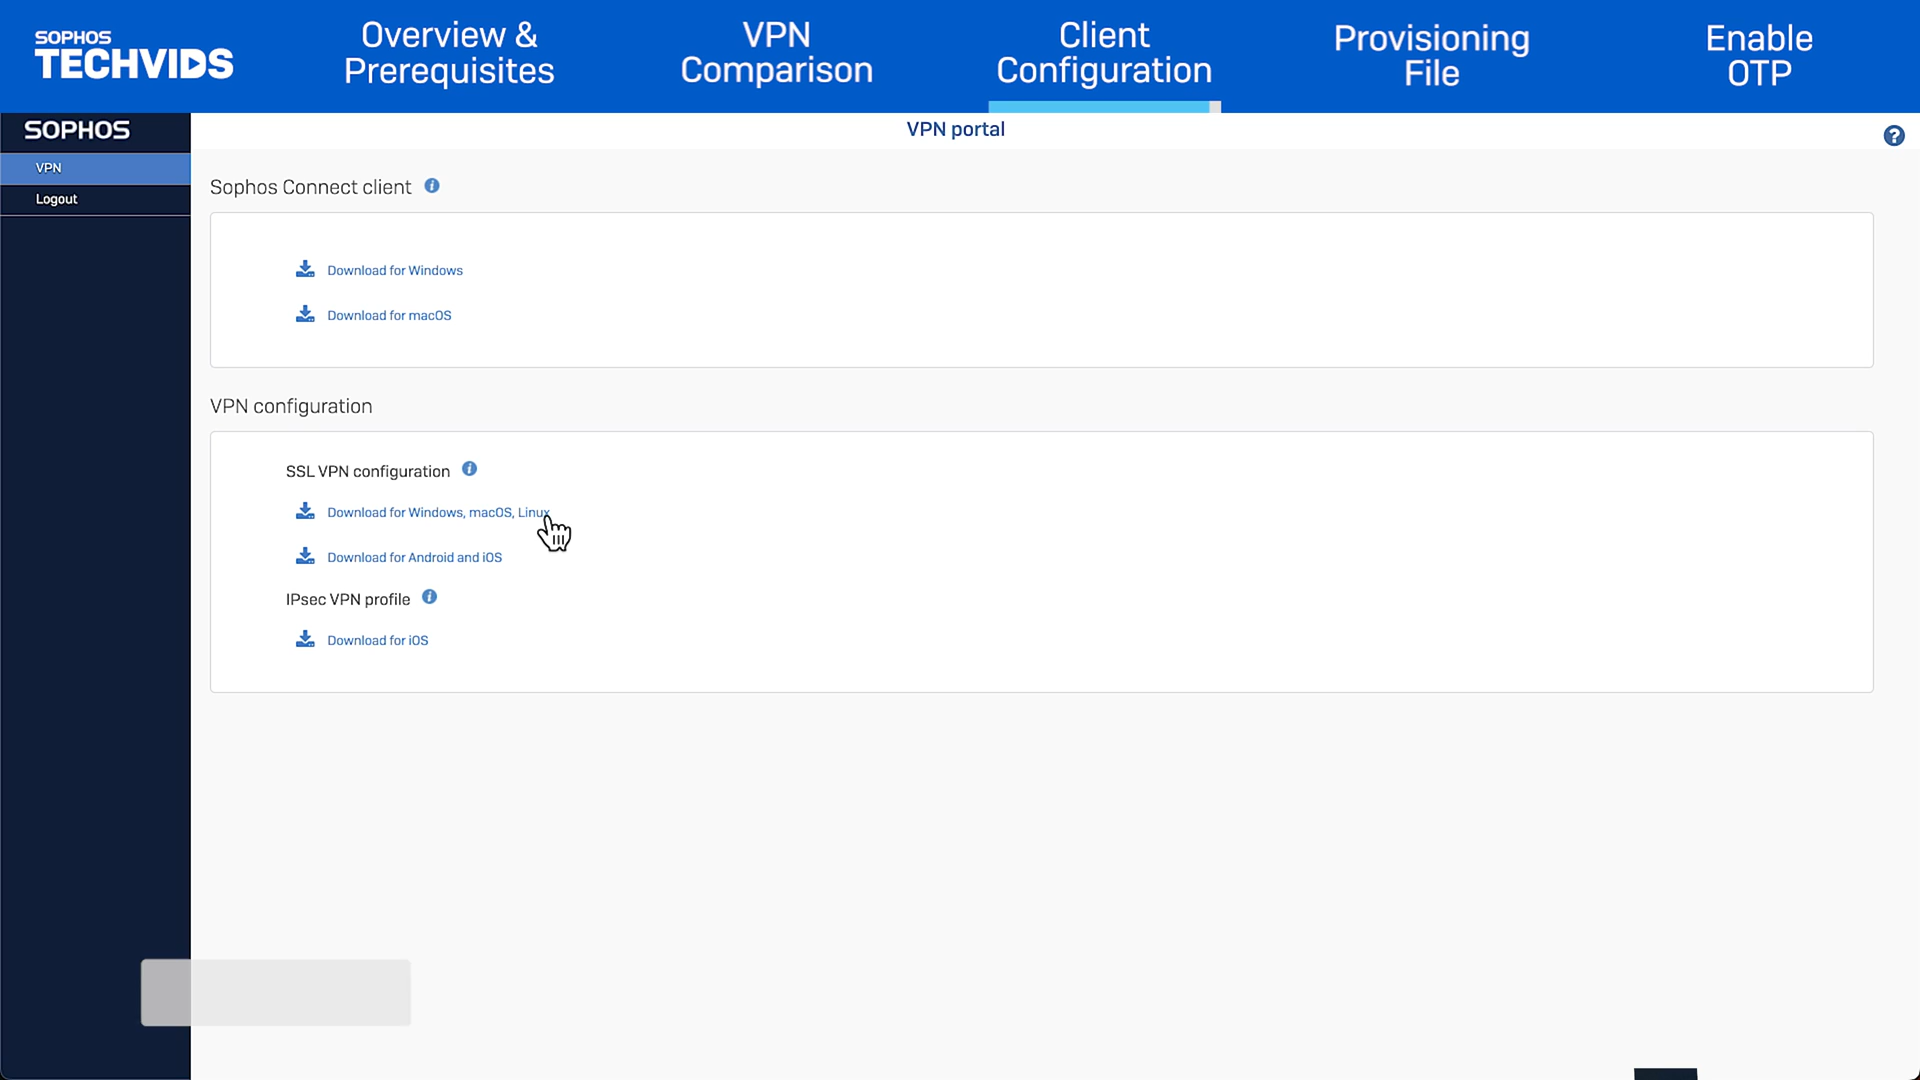 SOPHOS
TECHVIDS
Overview &
Prerequisites
VPN
Comparison
Client
Configuration
Provisioning
File
Enable
OTP
SOPHOS
VPN
Logout
VPN portal
?
Sophos Connect client i
Download for Windows
Download for macOS
VPN configuration
SSL VPN configuration i
Download for Windows, macOS, Linux
Download for Android and iOS
IPsec VPN profile i
Download for iOS